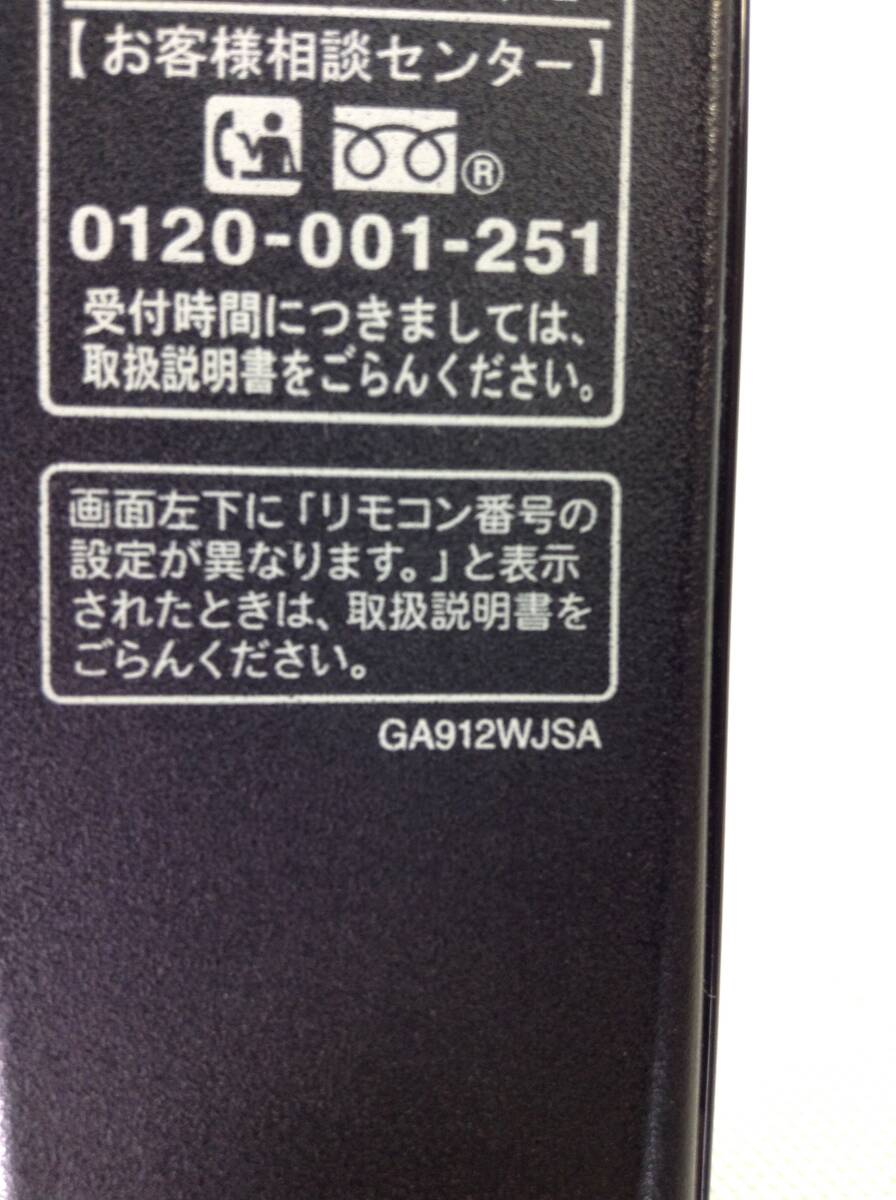 【お客様相談センター】
®
0120-001-251
受付時間につきましては、
取扱説明書をごらんください。
画面左下に「リモコン番号の
設定が異なります。」と表示
されたときは、取扱説明書を
ごらんください。
GA912WJSA